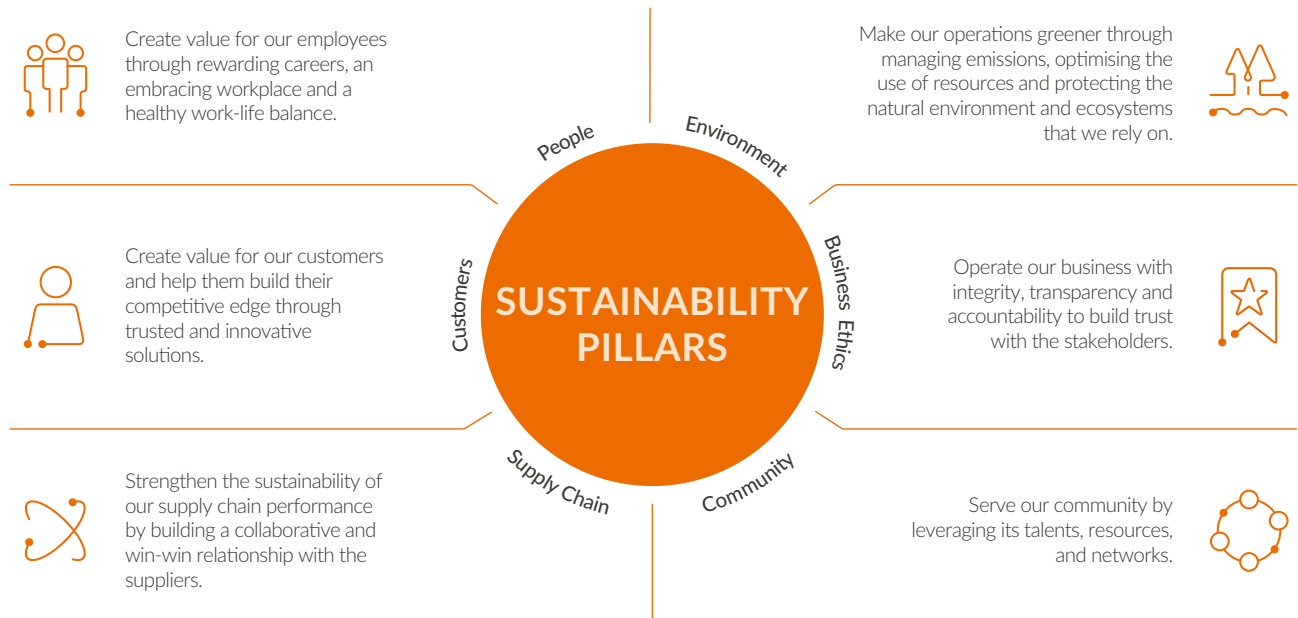 Create value for our employees
through rewarding careers, an
embracing workplace and a
healthy work-life balance.
People
Environment
Make our operations greener through
managing emissions, optimising the
use of resources and protecting the
natural environment and ecosystems
that we rely on.
Create value for our customers
and help them build their
competitive edge through
trusted and innovative
solutions.
Customers
SUSTAINABILITY
PILLARS
Business Ethics
Operate our business with
integrity, transparency and
accountability to build trust
with the stakeholders.
Strengthen the sustainability of
our supply chain performance
by building a collaborative and
win-win relationship with the
suppliers.
Supply Chain
Community
Serve our community by
leveraging its talents, resources,
and networks.